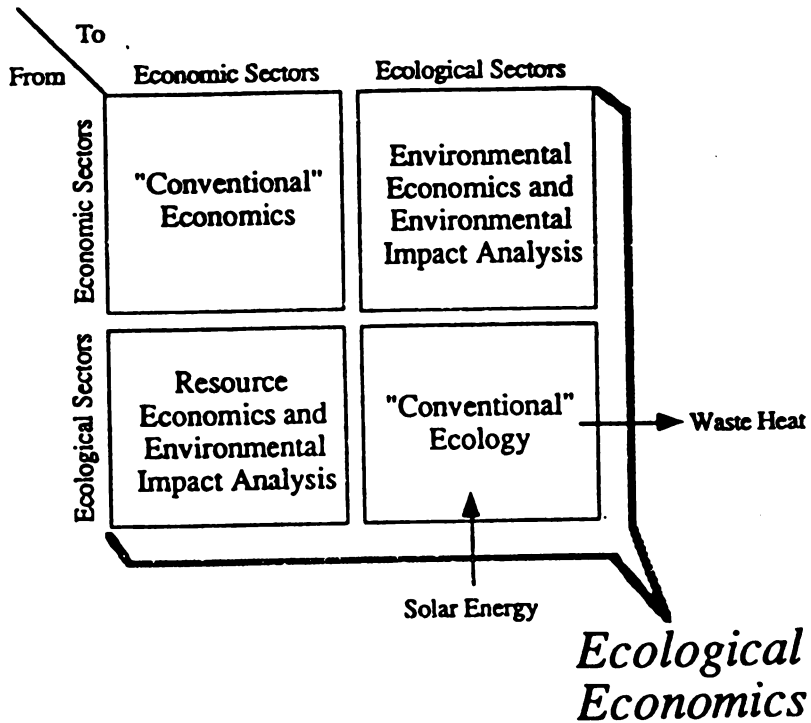 To
From
Economic Sectors
Ecological Sectors
Economic Sectors
"Conventional"
Economics
Environmental
Economics and
Environmental
Impact Analysis
Ecological Sectors
Resource
Economics and
Environmental
Impact Analysis
"Conventional"
Ecology
Waste Heat
Solar Energy
Ecological
Economics